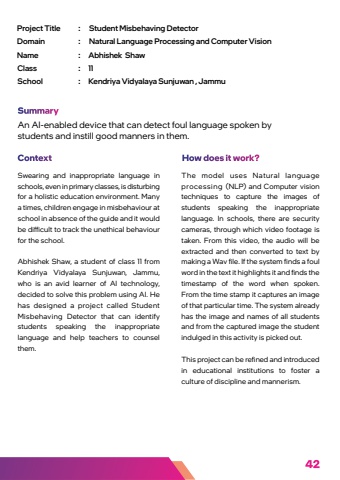 Project Title : Student Misbehaving Detector
Domain : Natural Language Processing and Computer Vision
Name : Abhishek Shaw
Class : 11
School : Kendriya Vidyalaya Sunjuwan , Jammu
Summary
An AI-enabled device that can detect foul language spoken by
students and instill good manners in them.
Context
Swearing and inappropriate language in
schools, even in primary classes, is disturbing
for a holistic education environment. Many
a times, children engage in misbehaviour at
school in absence of the guide and it would
be difficult to track the unethical behaviour
for the school.
Abhishek Shaw, a student of class 11 from
Kendriya Vidyalaya Sunjuwan, Jammu,
who is an avid learner of AI technology,
decided to solve this problem using AI. He
has designed a project called Student
Misbehaving Detector that can identify
students speaking the inappropriate
language and help teachers to counsel
them.
How does it work?
The model uses Natural language
processing (NLP) and Computer vision
techniques to capture the images of
students speaking the inappropriate
language. In schools, there are security
cameras, through which video footage is
taken. From this video, the audio will be
extracted and then converted to text by
making a Wav file. If the system finds a foul
word in the text it highlights it and finds the
timestamp of the word when spoken.
From the time stamp it captures an image
of that particular time. The system already
has the image and names of all students
and from the captured image the student
indulged in this activity is picked out.
This project can be refined and introduced
in educational institutions to foster a
culture of discipline and mannerism.
42